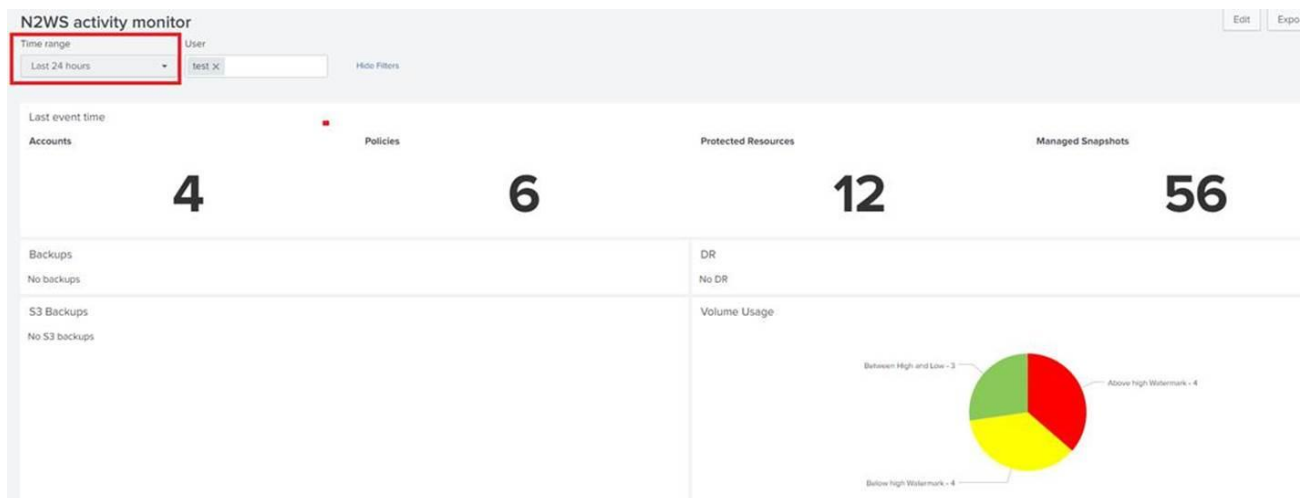 N2WS activity monitor
Edit
Expo
Time range
User
Last 24 hours
test ×
Hide Filters
Last event time
Accounts
Policies
Protected Resources
Managed Snapshots
4
6
12
56
Backups
DR
No backups
No DR
S3 Backups
Volume Usage
No S3 backups
Between High and Low - 3
Above high Watermark - 4
Below high Watermark - 4